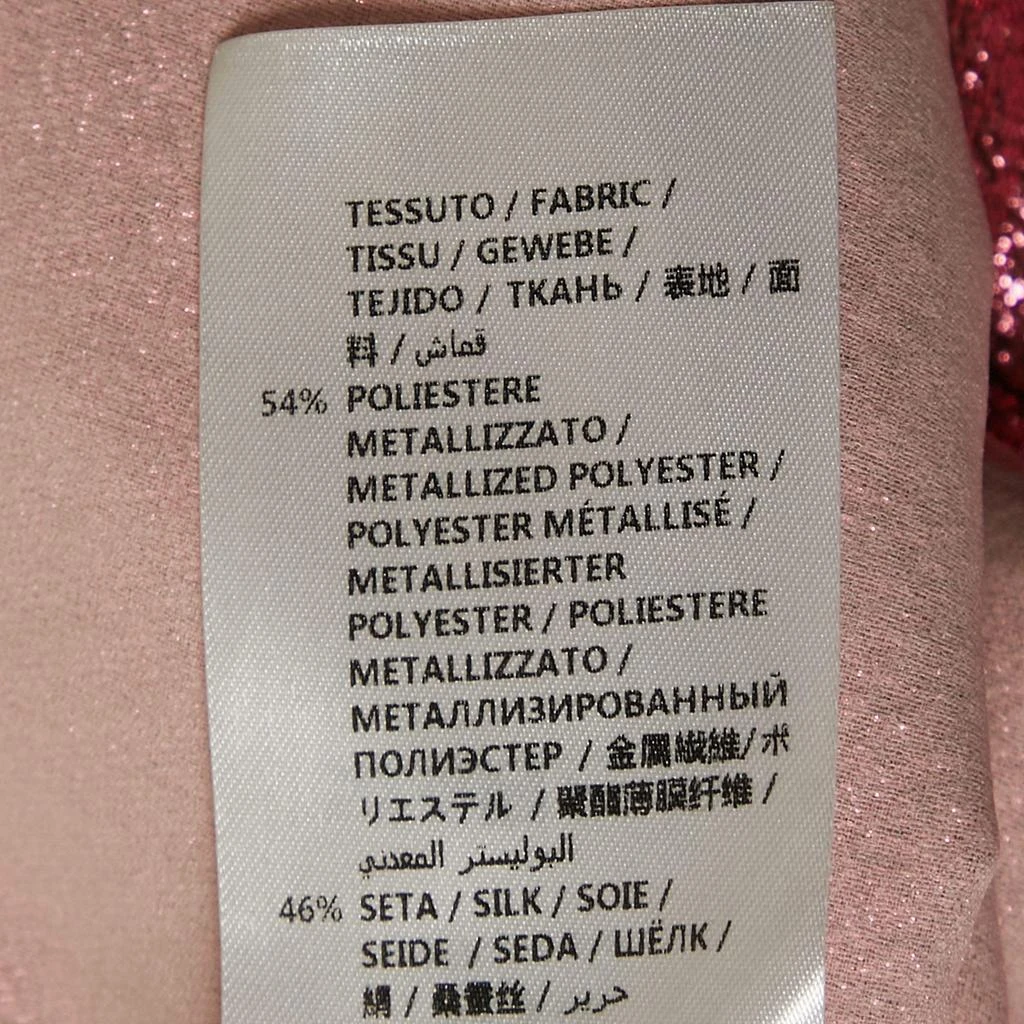 TESSUTO / FABRIC /
TISSU / GEWEBE /
TEJIDO / ТКАНЬ / 表地 / 面
料 / قماش
54% POLIESTERE
METALLIZZATO /
METALLIZED POLYESTER /
POLYESTER MÉTALLISÉ /
METALLISIERTER
POLYESTER / POLIESTERE
METALLIZZATO /
МЕТАЛЛИЗИРОВАННЫЙ
ПОЛИЭСТЕР / 金属繊維/ポ
リエステル / 聚酯薄膜纤维 /
البوليستر المعدني
46% SETA / SILK / SOIE /
SEIDE / SEDA / ШЁЛК /
絹 / 桑蚕丝 / حرير